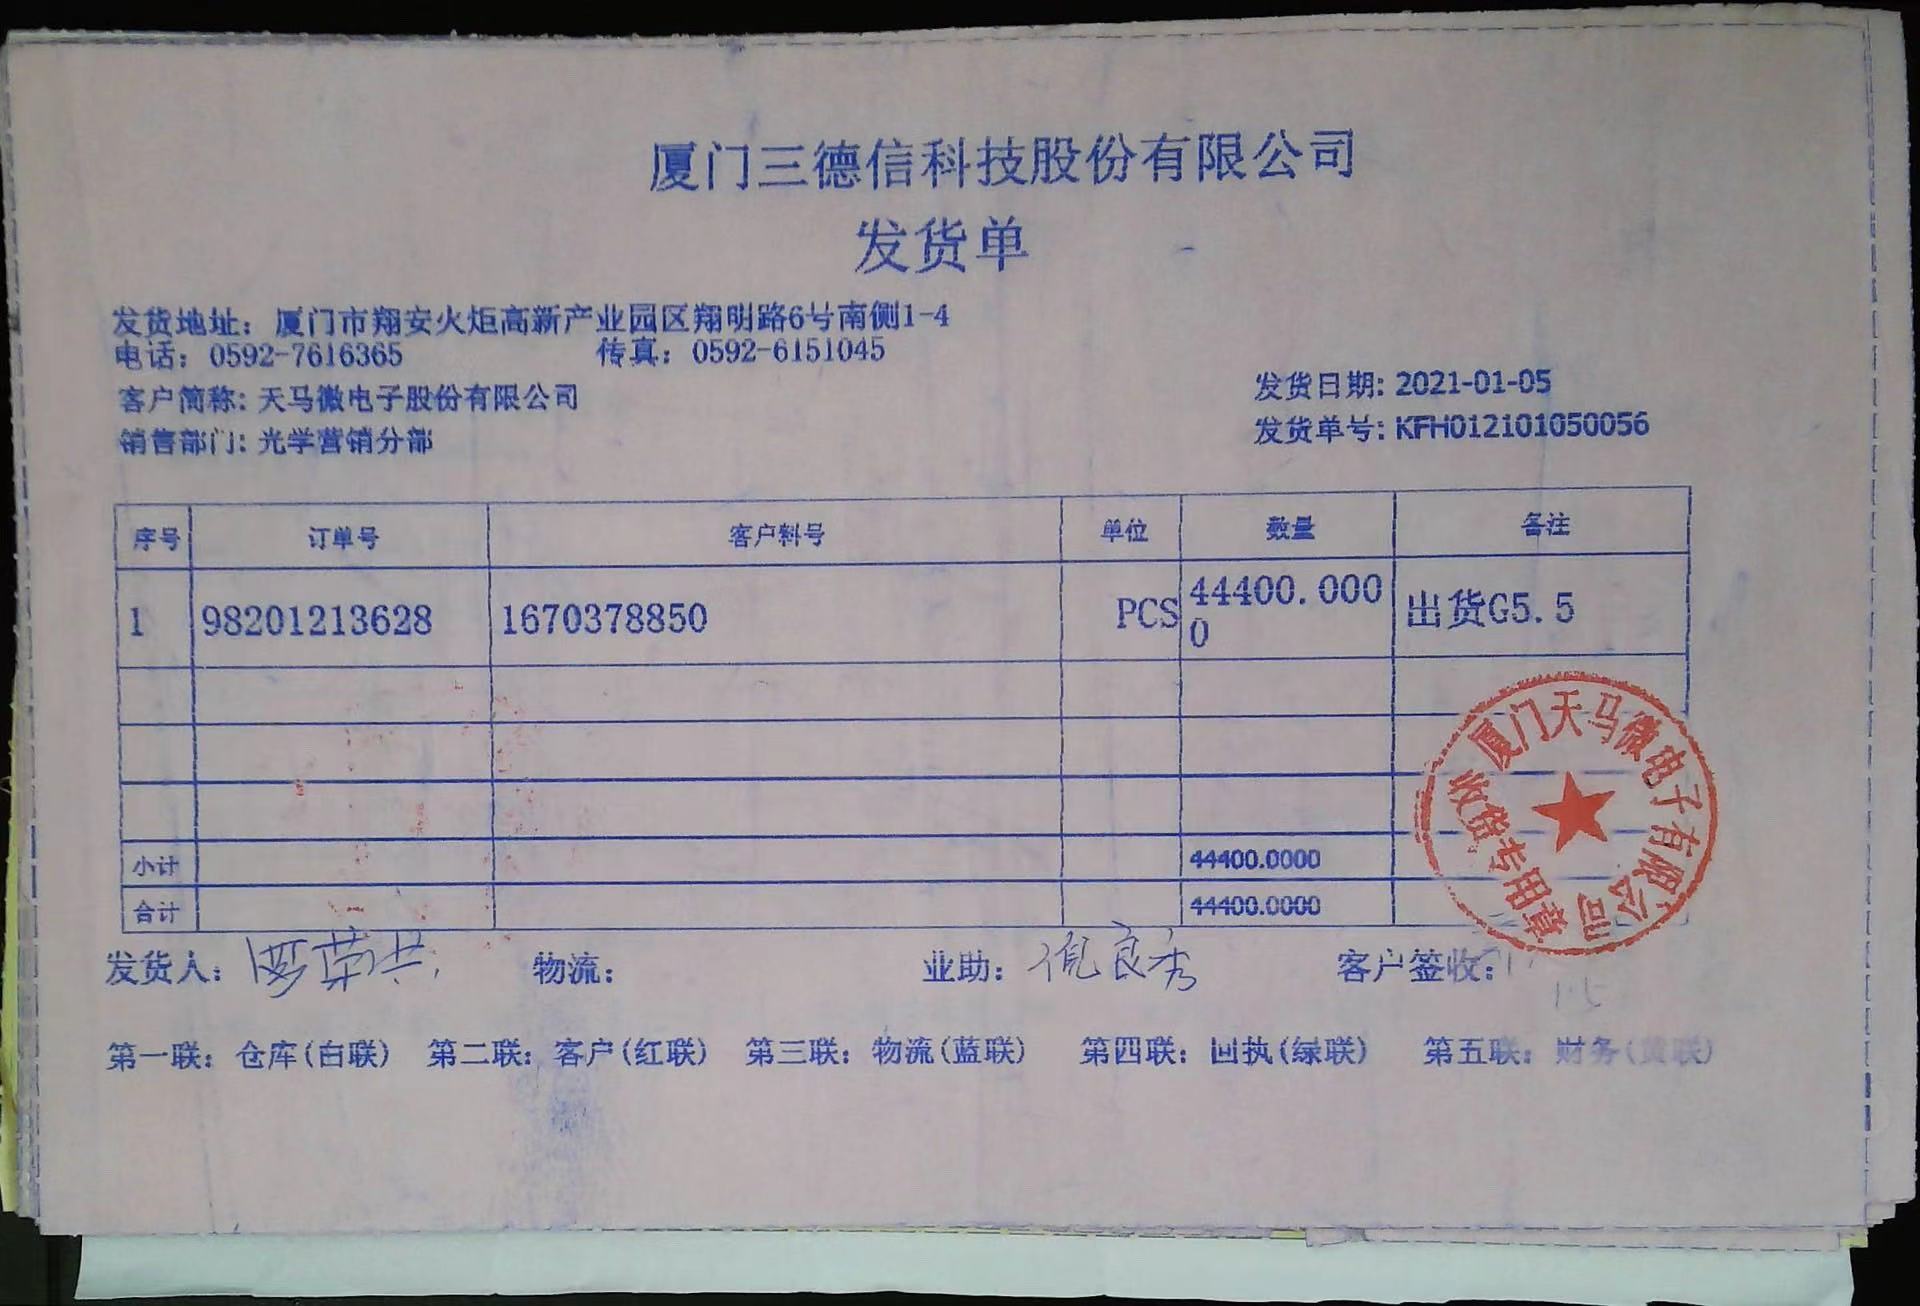 厦门三德信科技股份有限公司
发货单
发货地址：厦门市翔安火炬高新产业园区翔明路6号南侧1-4
电话：0592-7616365 传真：0592-6151045
客户简称：天马微电子股份有限公司
销售部门：光学营销分部
发货日期：2021-01-05
发货单号：KFH012101050056
序号 订单号 客户料号 单位 数量 备注
1 98201213628 1670378850 PCS 44400.0000 出货G5.5
小计 44400.0000
合计 44400.0000
厦门天马微电子有限公司
收货专用章
发货人： 物流： 业助：倪良秀 客户签收：
第一联：仓库(白联) 第二联：客户(红联) 第三联：物流(蓝联) 第四联：回执(绿联) 第五联：财务(黄联)